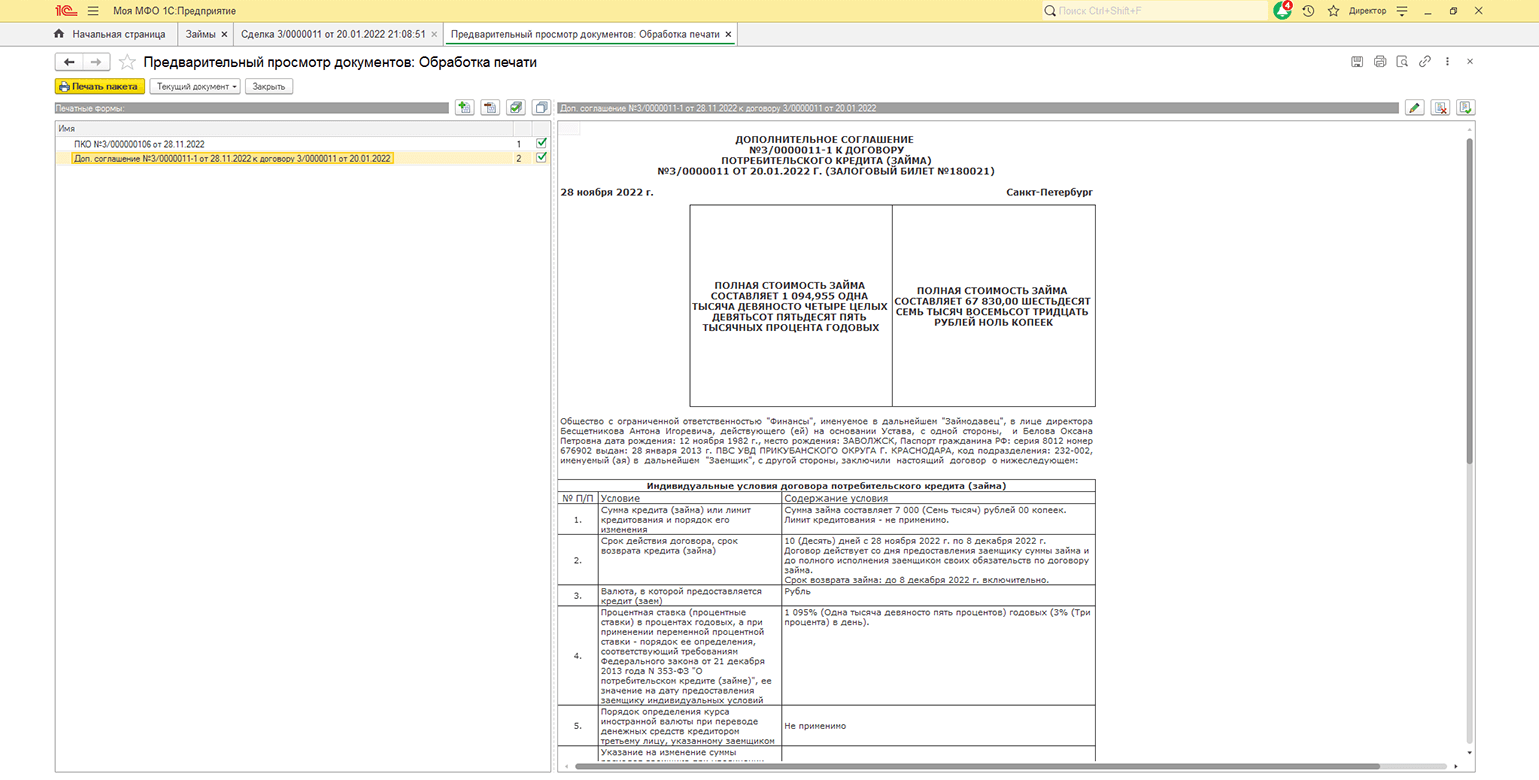 1С Моя МФО 1С:Предприятие Поиск Ctrl+Shift+F 4 Директор
Начальная страница Займы × Сделка З/0000011 от 20.01.2022 21:08:51 × Предварительный просмотр документов: Обработка печати ×
Предварительный просмотр документов: Обработка печати
Печать пакета Текущий документ Закрыть
Печатные формы:
Имя
ПКО №З/000000106 от 28.11.2022 1
Доп. соглашение №З/0000011-1 от 28.11.2022 к договору З/0000011 от 20.01.2022 2
Доп. соглашение №З/0000011-1 от 28.11.2022 к договору З/0000011 от 20.01.2022
ДОПОЛНИТЕЛЬНОЕ СОГЛАШЕНИЕ
№З/0000011-1 К ДОГОВОРУ
ПОТРЕБИТЕЛЬСКОГО КРЕДИТА (ЗАЙМА)
№З/0000011 ОТ 20.01.2022 Г. (ЗАЛОГОВЫЙ БИЛЕТ №180021)
28 ноября 2022 г. Санкт-Петербург
ПОЛНАЯ СТОИМОСТЬ ЗАЙМА
СОСТАВЛЯЕТ 1 094,955 ОДНА
ТЫСЯЧА ДЕВЯНОСТО ЧЕТЫРЕ ЦЕЛЫХ
ДЕВЯТЬСОТ ПЯТЬДЕСЯТ ПЯТЬ
ТЫСЯЧНЫХ ПРОЦЕНТА ГОДОВЫХ
ПОЛНАЯ СТОИМОСТЬ ЗАЙМА
СОСТАВЛЯЕТ 67 830,00 ШЕСТЬДЕСЯТ
СЕМЬ ТЫСЯЧ ВОСЕМЬСОТ ТРИДЦАТЬ
РУБЛЕЙ НОЛЬ КОПЕЕК
Общество с ограниченной ответственностью "Финансы", именуемое в дальнейшем "Займодавец", в лице директора
Бесщетникова Антона Игоревича, действующего (ей) на основании Устава, с одной стороны, и Белова Оксана
Петровна дата рождения: 12 ноября 1982 г., место рождения: ЗАВОЛЖСК, Паспорт гражданина РФ: серия 8012 номер
676902 выдан: 28 января 2013 г. ПВС УВД ПРИКУБАНСКОГО ОКРУГА Г. КРАСНОДАРА, код подразделения: 232-002,
именуемый (ая) в дальнейшем "Заемщик", с другой стороны, заключили настоящий договор о нижеследующем:
Индивидуальные условия договора потребительского кредита (займа)
№ П/П Условие Содержание условия
1.
Сумма кредита (займа) или лимит
кредитования и порядок его
изменения
Сумма займа составляет 7 000 (Семь тысяч) рублей 00 копеек.
Лимит кредитования - не применимо.
2.
Срок действия договора, срок
возврата кредита (займа)
10 (Десять) дней с 28 ноября 2022 г. по 8 декабря 2022 г.
Договор действует со дня предоставления заемщику суммы займа и
до полного исполнения заемщиком своих обязательств по договору
займа.
Срок возврата займа: до 8 декабря 2022 г. включительно.
3.
Валюта, в которой предоставляется
кредит (заем)
Рубль
4.
Процентная ставка (процентные
ставки) в процентах годовых, а при
применении переменной процентной
ставки - порядок ее определения,
соответствующий требованиям
Федерального закона от 21 декабря
2013 года N 353-ФЗ "О
потребительском кредите (займе)", ее
значение на дату предоставления
заемщику индивидуальных условий
1 095% (Одна тысяча девяносто пять процентов) годовых (3% (Три
процента) в день).
5.
Порядок определения курса
иностранной валюты при переводе
денежных средств кредитором
третьему лицу, указанному заемщиком
Не применимо
Указание на изменение суммы